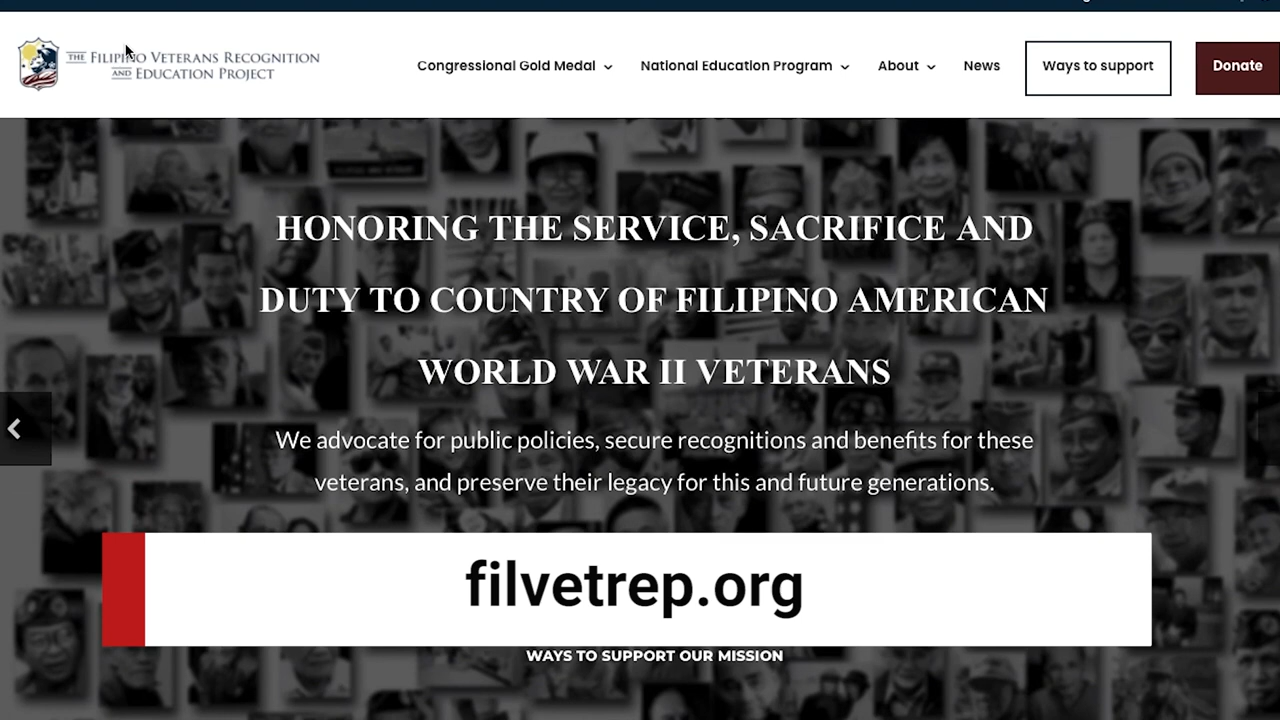 THE FILIPINO VETERANS RECOGNITION
AND EDUCATION PROJECT
Congressional Gold Medal
National Education Program
About
News
Ways to support
Donate
HONORING THE SERVICE, SACRIFICE AND
DUTY TO COUNTRY OF FILIPINO AMERICAN
WORLD WAR II VETERANS
We advocate for public policies, secure recognitions and benefits for these
veterans, and preserve their legacy for this and future generations.
filvetrep.org
WAYS TO SUPPORT OUR MISSION